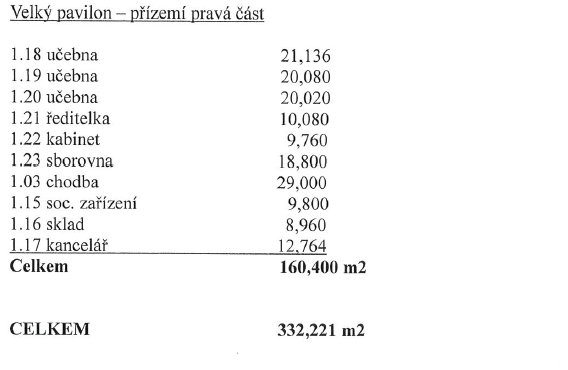 Velký pavilon – přízemí pravá část
1.18 učebna 21,136
1.19 učebna 20,080
1.20 učebna 20,020
1.21 ředitelka 10,080
1.22 kabinet 9,760
1.23 sborovna 18,800
1.03 chodba 29,000
1.15 soc. zařízení 9,800
1.16 sklad 8,960
1.17 kancelář 12,764
Celkem 160,400 m2
CELKEM 332,221 m2